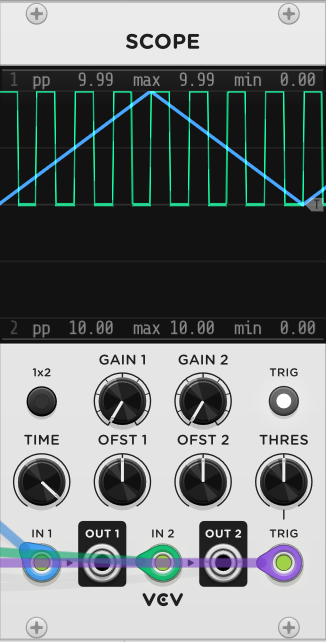 SCOPE
1 pp 9.99 max 9.99 min 0.00
T
2 pp 10.00 max 10.00 min 0.00
GAIN 1 GAIN 2
1x2 TRIG
TIME OFST 1 OFST 2 THRES
IN 1 OUT 1 IN 2 OUT 2 TRIG
VCV